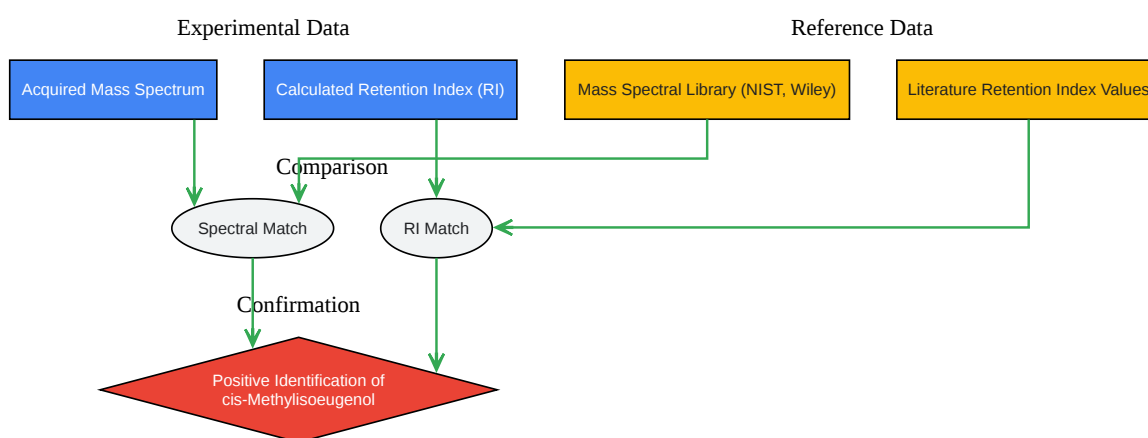 Experimental Data
Reference Data
Acquired Mass Spectrum
Calculated Retention Index (RI)
Mass Spectral Library (NIST, Wiley)
Literature Retention Index Values
Comparison
Spectral Match
RI Match
Confirmation
Positive Identification of
cis-Methylisoeugenol